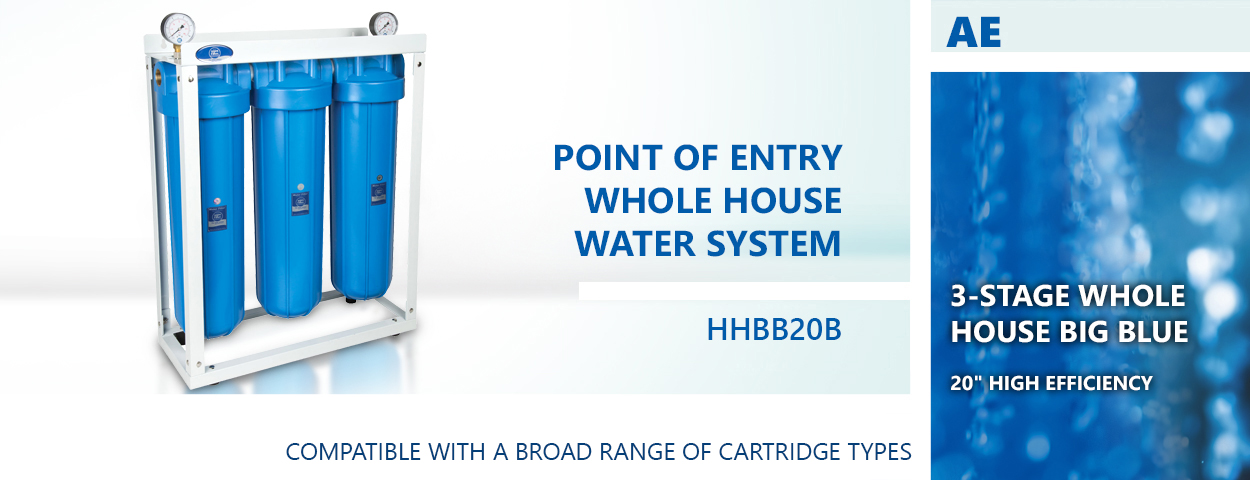 POINT OF ENTRY
WHOLE HOUSE
WATER SYSTEM
HHBB20B
COMPATIBLE WITH A BROAD RANGE OF CARTRIDGE TYPES
AE
3-STAGE WHOLE
HOUSE BIG BLUE
20" HIGH EFFICIENCY